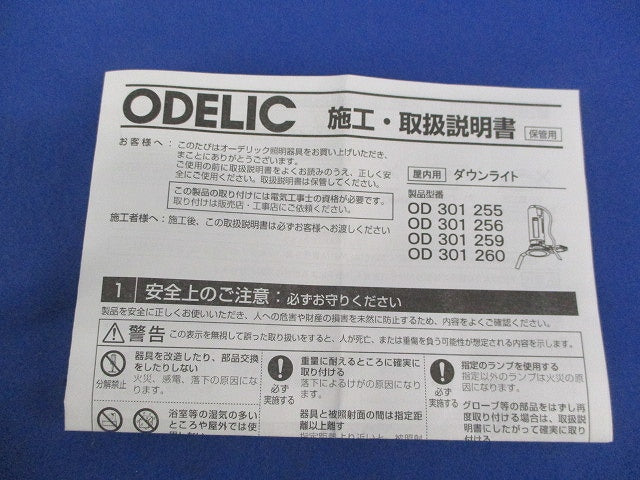 ODELIC 施工・取扱説明書 保管用
お客様へ：このたびはオーデリック照明器具をお買い上げいただき、
まことにありがとうございます。
ご使用の前に取扱説明書をよくお読みのうえ、正しく安
全にご使用ください。取扱説明書は保管してください。
この製品の取り付けには電気工事士の資格が必要です。
取り付けは販売店・工事店にご依頼ください。
施工者様へ：施工後、この取扱説明書は必ずお客様へお渡しください
屋内用 ダウンライト
製品型番
OD 301 255
OD 301 256
OD 301 259
OD 301 260
1 安全上のご注意：必ずお守りください
製品を安全に正しくお使いいただき、人への危害や財産の損害を未然に防止するため、内容をよくご確認ください。
警告 この表示を無視して誤った取り扱いをすると、人が死亡、または重傷を負う可能性が想定される内容を示します。
分解禁止
器具を改造したり、部品交換
をしたりしない
火災、感電、落下の原因にな
ります。
必ず
実施する
重量に耐えるところに確実に
取り付ける
落下によるけがの原因になり
ます。
必ず
実施する
指定のランプを使用する
指定以外のランプは火災の原
因になります。
浴室等の湿気の多い
ところや屋外では使
器具と被照射面の間は指定距
離以上離す
指定距離より近いと、被照射
グローブ等の部品をはずし再
度取り付ける場合は、取扱説
明書にしたがって確実に取り